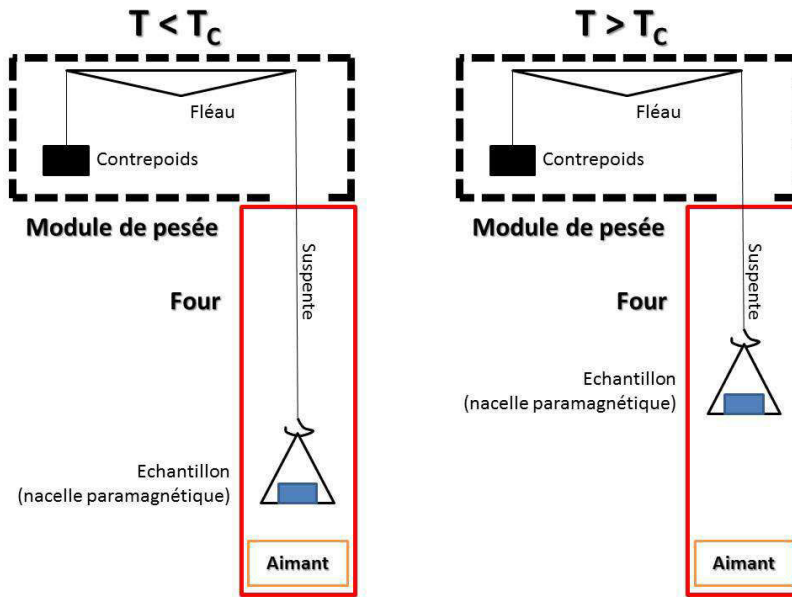 T < TC
Fléau
Contrepoids
Module de pesée
Suspente
Four
Echantillon
(nacelle paramagnétique)
Aimant
T > TC
Fléau
Contrepoids
Module de pesée
Suspente
Four
Echantillon
(nacelle paramagnétique)
Aimant